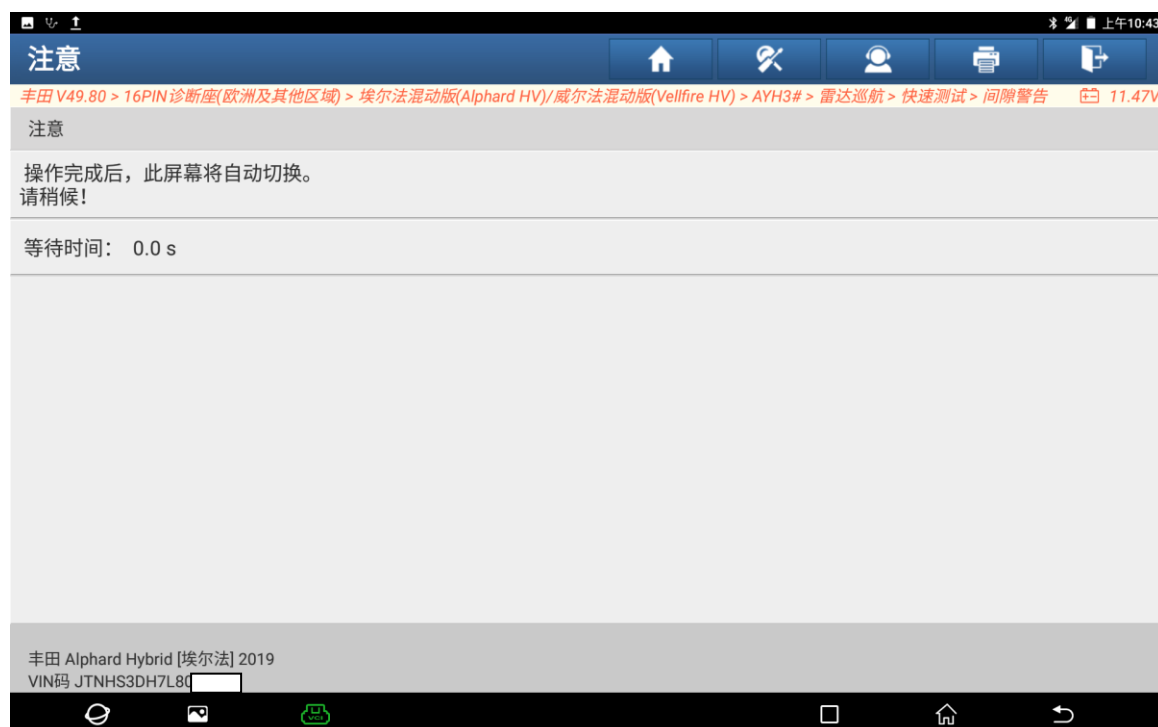 4G 上午10:43
注意
丰田 V49.80 > 16PIN诊断座(欧洲及其他区域) > 埃尔法混动版(Alphard HV)/威尔法混动版(Vellfire HV) > AYH3# > 雷达巡航 > 快速测试 > 间隙警告 11.47V
注意
操作完成后，此屏幕将自动切换。
请稍候！
等待时间： 0.0 s
丰田 Alphard Hybrid [埃尔法] 2019
VIN码 JTNHS3DH7L80
VCI